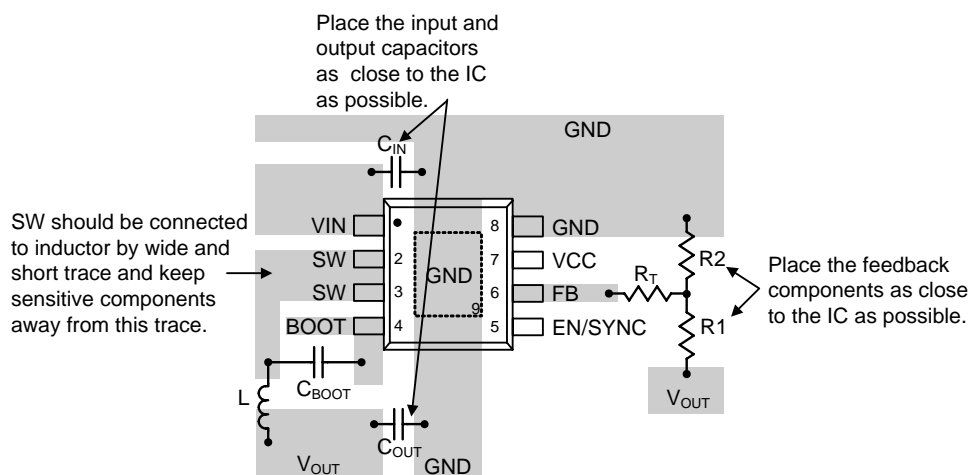 Place the input and
output capacitors
as close to the IC
as possible.
GND
CIN
SW should be connected
to inductor by wide and
short trace and keep
sensitive components
away from this trace.
VIN
SW
SW
BOOT
2
3
4
GND
9
8
7
6
5
GND
VCC
FB
EN/SYNC
RT
R2
R1
Place the feedback
components as close
to the IC as possible.
VOUT
L
CBOOT
COUT
VOUT
GND